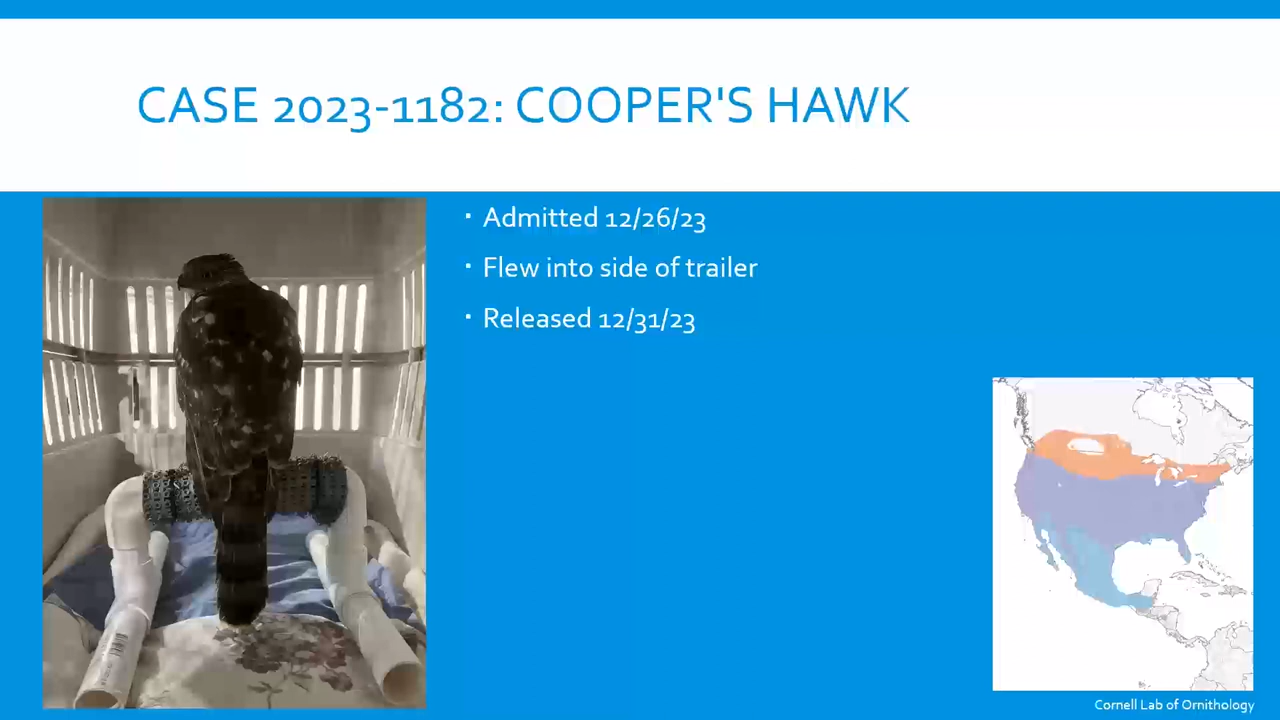 CASE 2023-1182: COOPER'S HAWK
▪ Admitted 12/26/23
▪ Flew into side of trailer
▪ Released 12/31/23
Cornell Lab of Ornithology